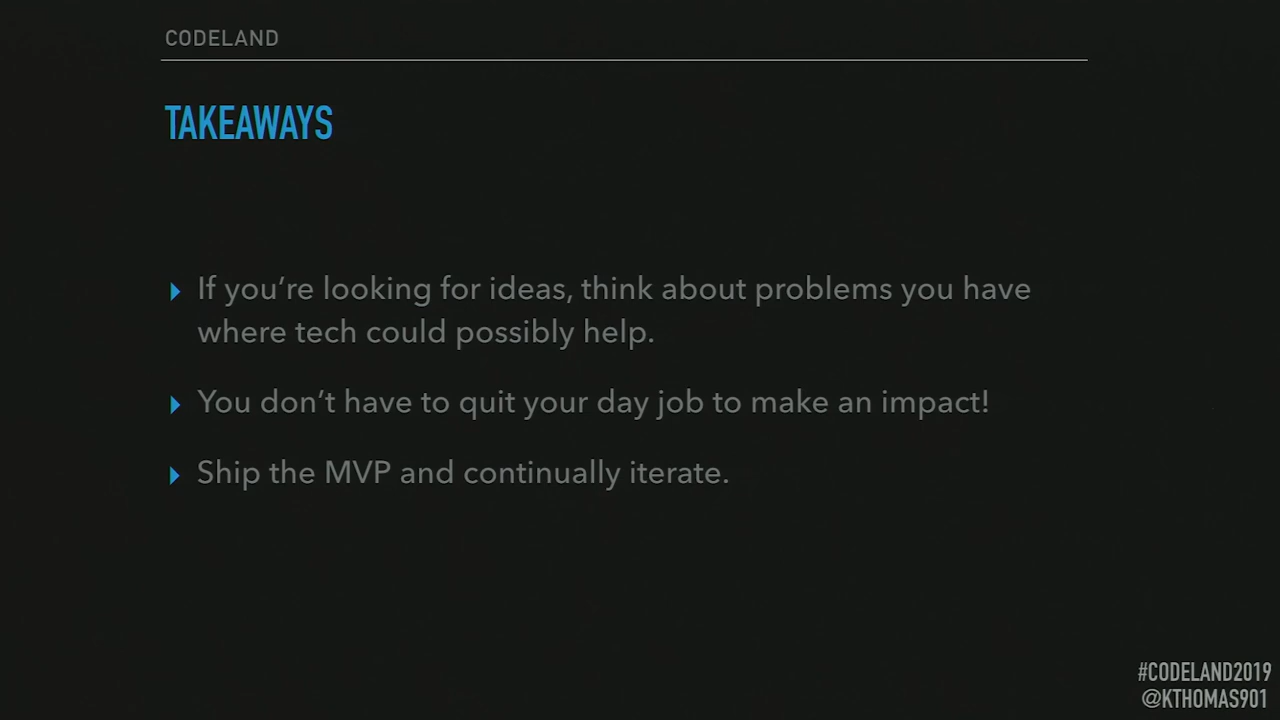 CODELAND
TAKEAWAYS
If you’re looking for ideas, think about problems you have
where tech could possibly help.
You don’t have to quit your day job to make an impact!
Ship the MVP and continually iterate.
#CODELAND2019
@KTHOMAS901